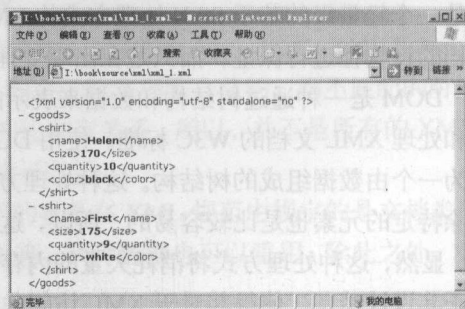 I:\book\source\xml\xml_1.xml - Microsoft Internet Explorer
文件(F) 编辑(E) 查看(V) 收藏(A) 工具(T) 帮助(H)
搜索 收藏夹
地址(D) I:\book\source\xml\xml_1.xml 转到 链接 »
<?xml version="1.0" encoding="utf-8" standalone="no" ?>
- <goods>
- <shirt>
<name>Helen</name>
<size>170</size>
<quantity>10</quantity>
<color>black</color>
</shirt>
- <shirt>
<name>First</name>
<size>175</size>
<quantity>9</quantity>
<color>white</color>
</shirt>
</goods>
完毕 我的电脑